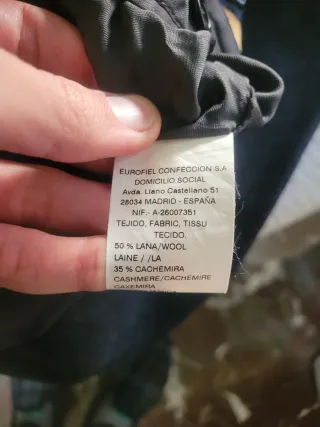 EUROFIEL CONFECCION S.A
DOMICILIO SOCIAL
Avda. Llano Castellano 51
28034 MADRID - ESPAÑA
NIF.- A-26007351
TEJIDO, FABRIC, TISSU
TECIDO.
50 % LANA/WOOL
LAINE / /LA
35 % CACHEMIRA
CASHMERE/CACHEMIRE
CAXEMIRA